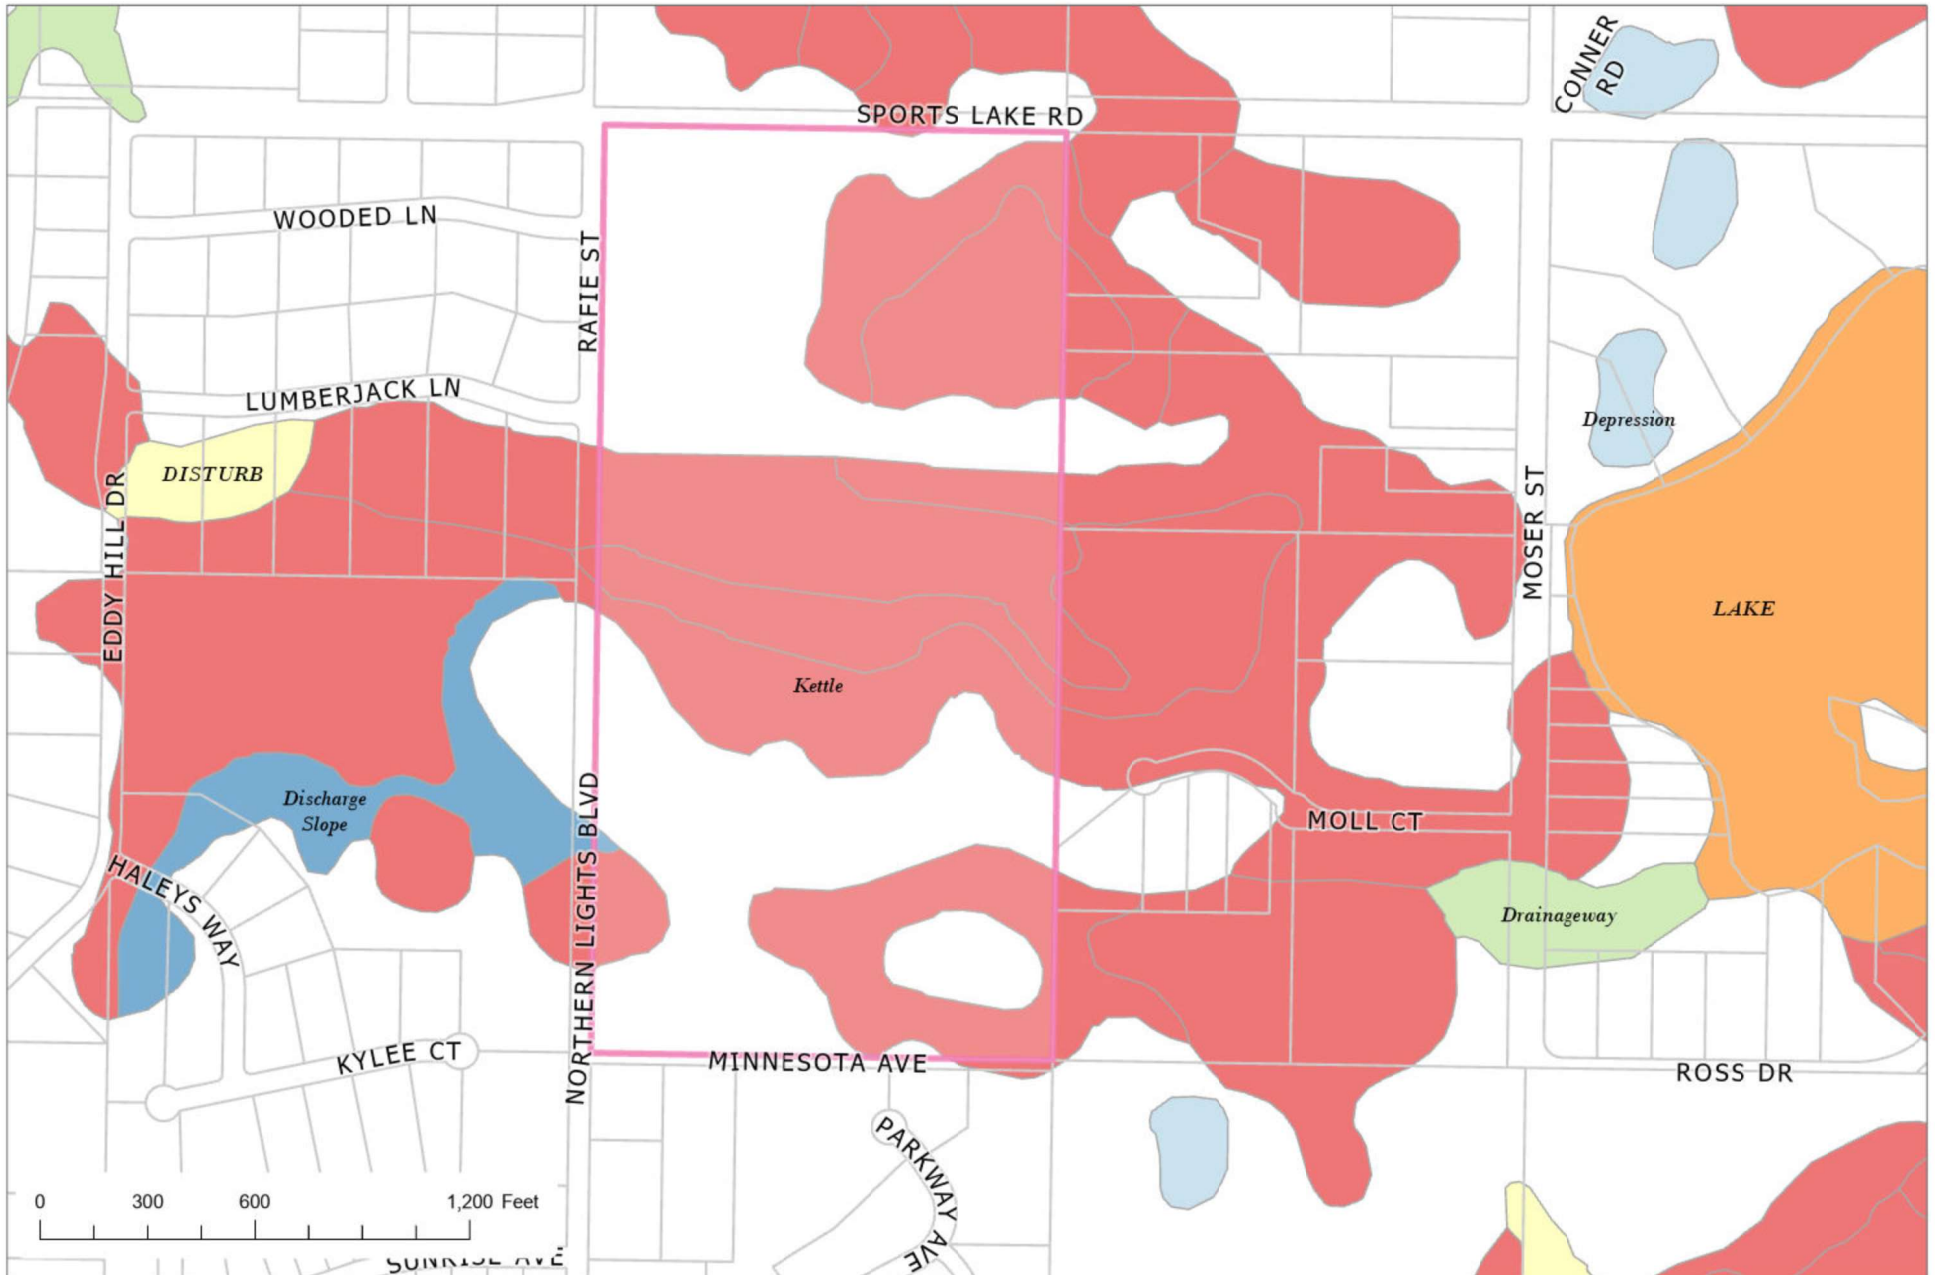 CONNER
RD
SPORTS LAKE RD
WOODED LN
RAFIE ST
LUMBERJACK LN
Depression
DISTURB
EDDY HILL DR
MOSER ST
LAKE
Kettle
Discharge
Slope
NORTHERN LIGHTS BLVD
MOLL CT
HALEYS WAY
Drainageway
KYLEE CT
MINNESOTA AVE
ROSS DR
PARKWAY AVE
0 300 600 1,200 Feet
SUNRISE AVE